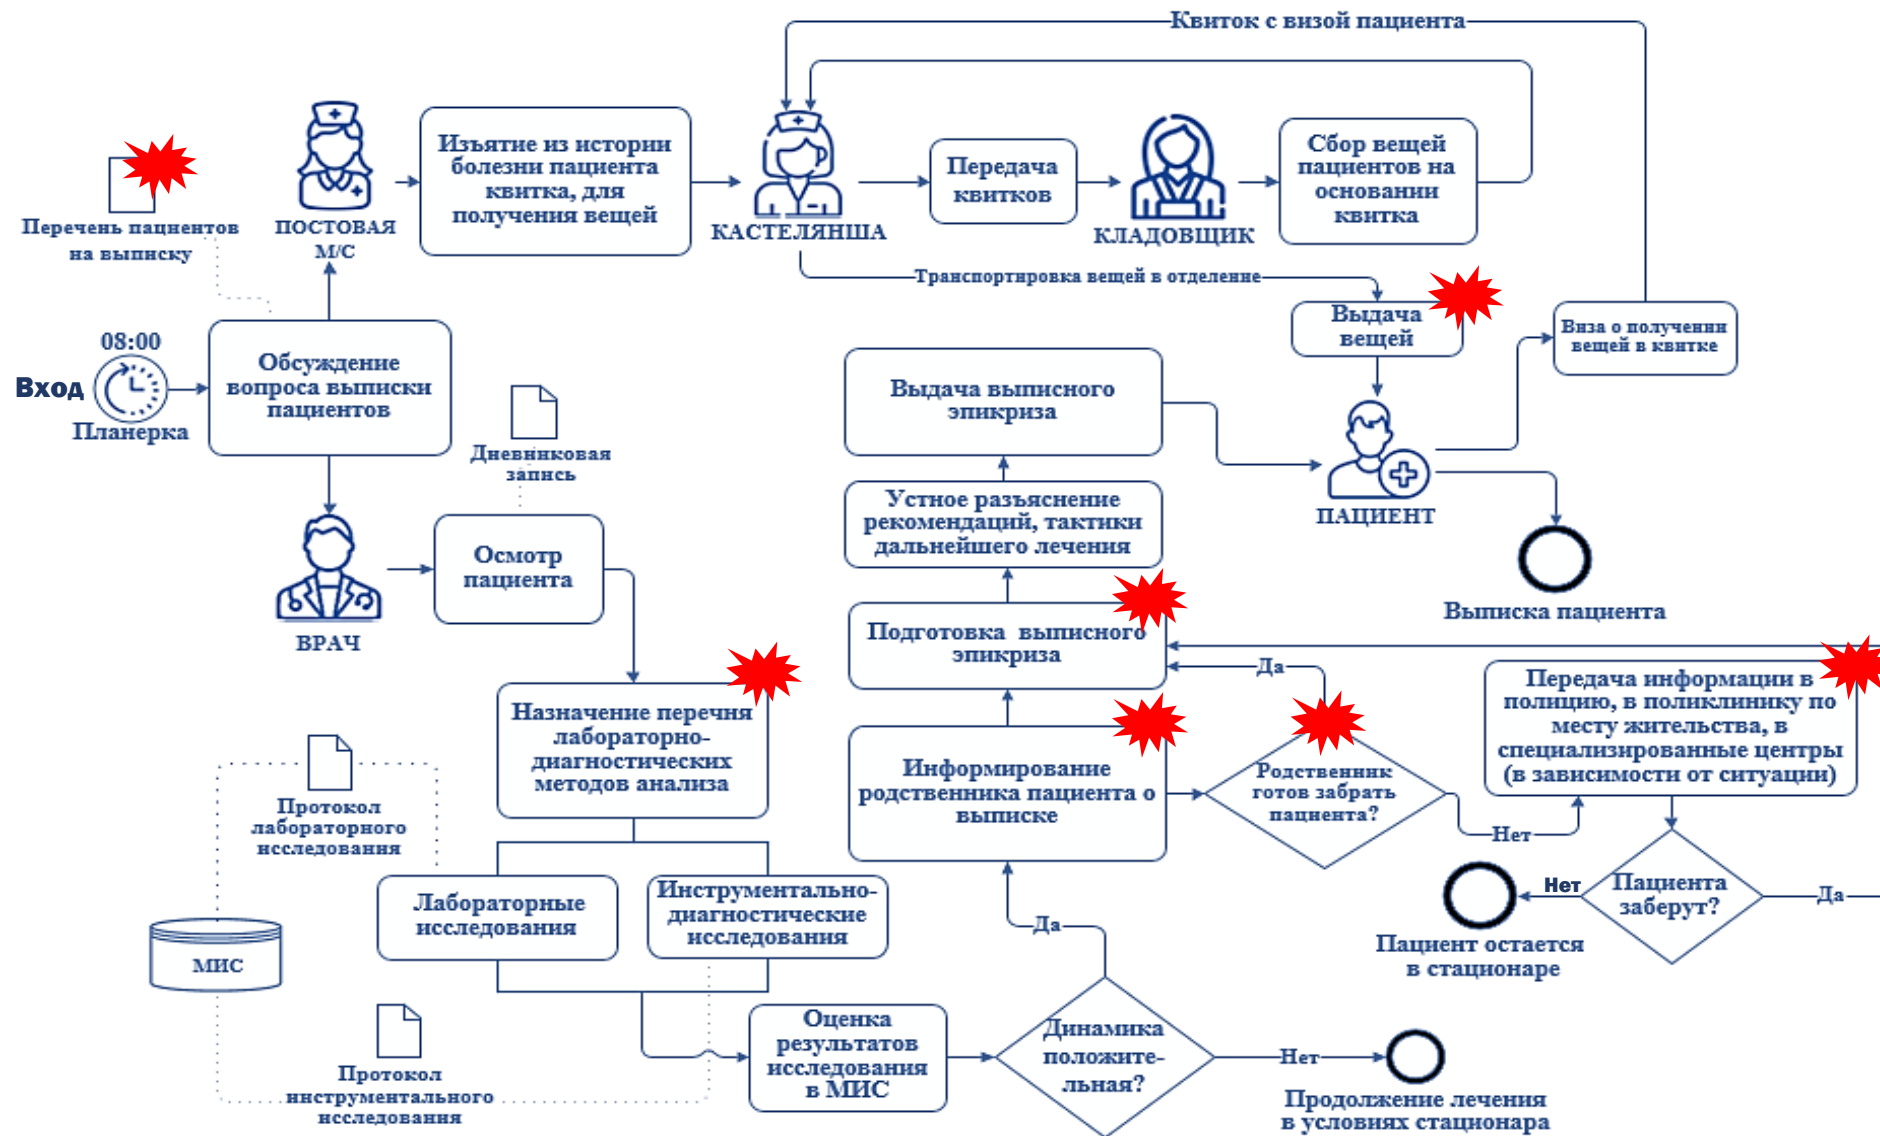 Квиток с визой пациента
Перечень пациентов
на выписку
ПОСТОВАЯ
М/С
Изъятие из истории
болезни пациента
квитка, для
получения вещей
КАСТЕЛЯНША
Передача
квитков
КЛАДОВЩИК
Сбор вещей
пациентов на
основании
квитка
Транспортировка вещей в отделение
Выдача
вещей
Виза о получении
вещей в квитке
08:00
Вход
Планерка
Обсуждение
вопроса выписки
пациентов
Дневниковая
запись
Выдача выписного
эпикриза
ПАЦИЕНТ
Устное разъяснение
рекомендаций, тактики
дальнейшего лечения
Выписка пациента
ВРАЧ
Осмотр
пациента
Подготовка выписного
эпикриза
Да
Назначение перечня
лабораторно-
диагностических
методов анализа
Информирование
родственника пациента о
выписке
Родственник
готов забрать
пациента?
Нет
Передача информации в
полицию, в поликлинику по
месту жительства, в
специализированные центры
(в зависимости от ситуации)
Протокол
лабораторного
исследования
Лабораторные
исследования
Инструментально-
диагностические
исследования
МИС
Да
Пациент остается
в стационаре
Нет
Пациента
заберут?
Да
Протокол
инструментального
исследования
Оценка
результатов
исследования
в МИС
Динамика
положите-
льная?
Нет
Продолжение лечения
в условиях стационара